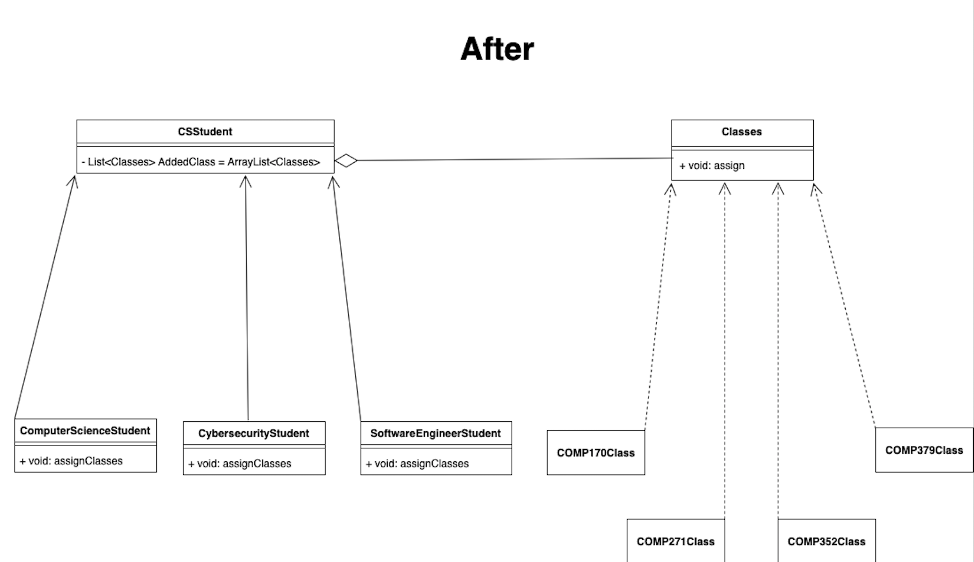 After
CSStudent
- List<Classes> AddedClass = ArrayList<Classes>
Classes
+ void: assign
ComputerScienceStudent
+ void: assignClasses
CybersecurityStudent
+ void: assignClasses
SoftwareEngineerStudent
+ void: assignClasses
COMP170Class
COMP379Class
COMP271Class
COMP352Class